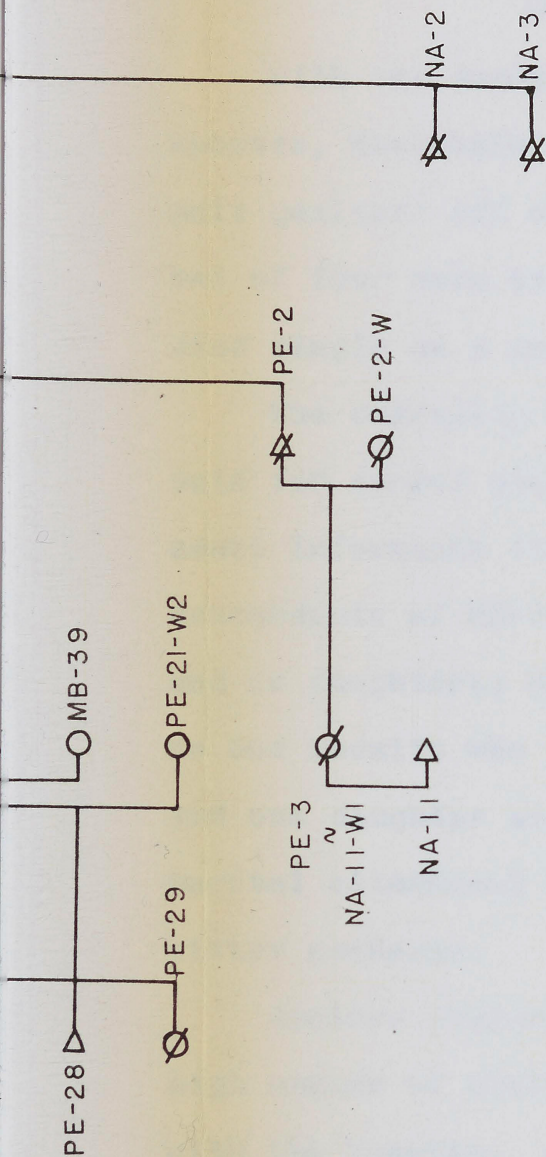 NA-2
NA-3
PE-2
PE-2-W
MB-39
PE-21-W2
PE-3
~
NA-11-W1
NA-11
PE-29
PE-28